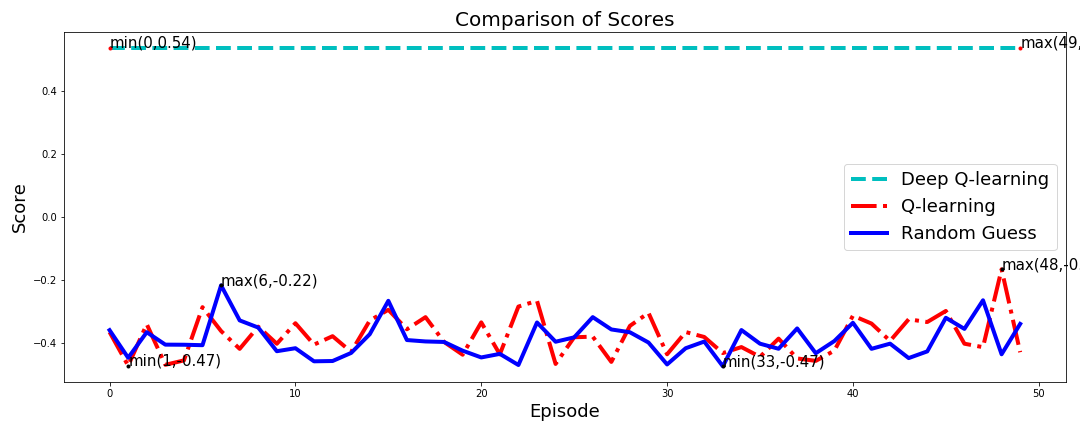 Comparison of Scores
min(0,0.54)
max(49,
0.4
0.2
0.0
−0.2
−0.4
Score
Deep Q-learning
Q-learning
Random Guess
max(6,-0.22)
max(48,-0.
min(1,-0.47)
min(33,-0.47)
0
10
20
30
40
50
Episode